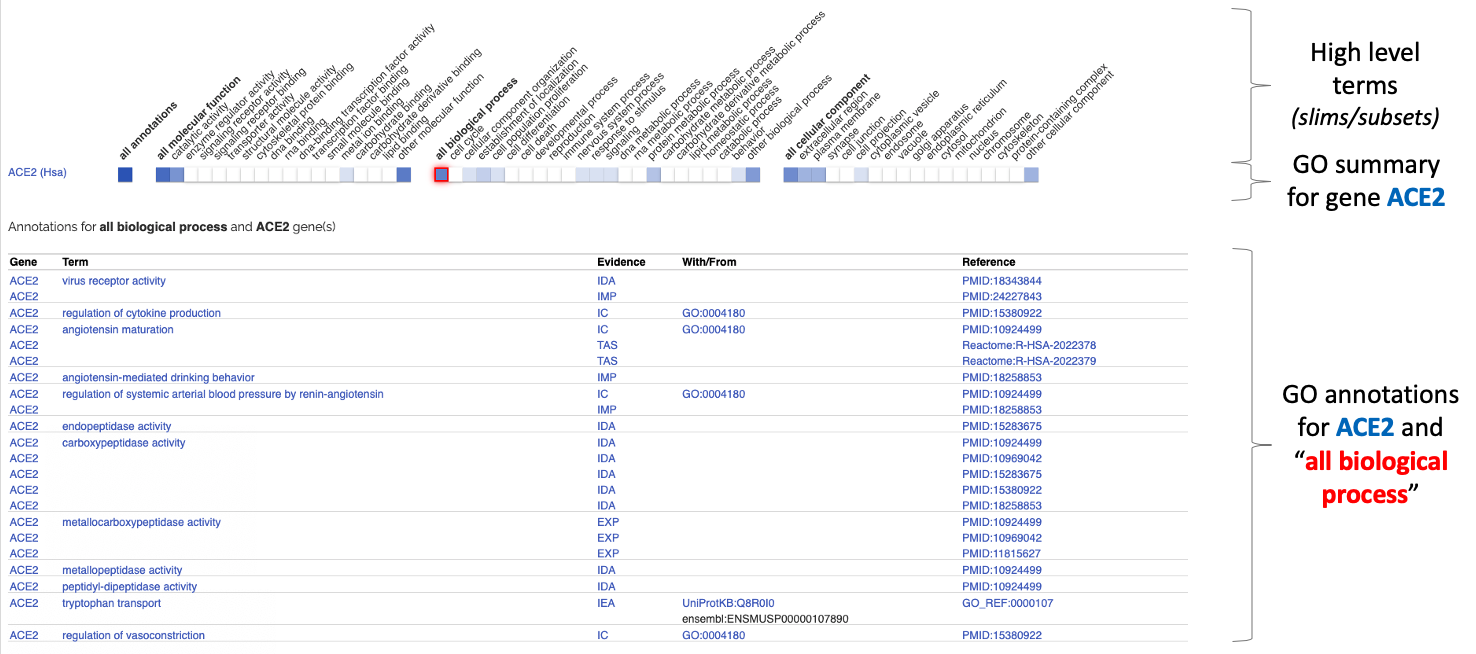 all annotations
all molecular function
catalytic activity
enzyme regulator activity
signaling receptor activity
signaling receptor binding
transporter activity
structural molecule activity
cytoskeletal protein binding
dna binding
rna binding
dna-binding transcription factor activity
transcription factor binding
small molecule binding
metal ion binding
carbohydrate binding
carbohydrate derivative binding
lipid binding
other molecular function
all biological process
cell cycle
cellular component organization
establishment of localization
cell population proliferation
cell differentiation
cell death
developmental process
reproduction
immune system process
nervous system process
response to stimulus
signaling
dna metabolic process
rna metabolic process
protein metabolic process
carbohydrate metabolic process
carbohydrate derivative metabolic process
lipid metabolic process
homeostatic process
catabolic process
behavior
other biological process
all cellular component
extracellular region
plasma membrane
synapse
cell junction
cell projection
cytoplasmic vesicle
endosome
vacuole
golgi apparatus
endoplasmic reticulum
cytosol
mitochondrion
nucleus
chromosome
cytoskeleton
protein-containing complex
other cellular component
ACE2 (Hsa)
High level
terms
(slims/subsets)
GO summary
for gene ACE2
Annotations for all biological process and ACE2 gene(s)
Gene Term Evidence With/From Reference
ACE2 virus receptor activity IDA PMID:18343844
ACE2 IMP PMID:24227843
ACE2 regulation of cytokine production IC GO:0004180 PMID:15380922
ACE2 angiotensin maturation IC GO:0004180 PMID:10924499
ACE2 TAS Reactome:R-HSA-2022378
ACE2 TAS Reactome:R-HSA-2022379
ACE2 angiotensin-mediated drinking behavior IMP PMID:18258853
ACE2 regulation of systemic arterial blood pressure by renin-angiotensin IC GO:0004180 PMID:10924499
ACE2 IMP PMID:18258853
ACE2 endopeptidase activity IDA PMID:15283675
ACE2 carboxypeptidase activity IDA PMID:10924499
ACE2 IDA PMID:10969042
ACE2 IDA PMID:15283675
ACE2 IDA PMID:15380922
ACE2 IDA PMID:18258853
ACE2 metallocarboxypeptidase activity EXP PMID:10924499
ACE2 EXP PMID:10969042
ACE2 EXP PMID:11815627
ACE2 metallopeptidase activity IDA PMID:10924499
ACE2 peptidyl-dipeptidase activity IDA PMID:10924499
ACE2 tryptophan transport IEA UniProtKB:Q8R0I0 GO_REF:0000107
ensembl:ENSMUSP00000107890
ACE2 regulation of vasoconstriction IC GO:0004180 PMID:15380922
GO annotations
for ACE2 and
“all biological
process”